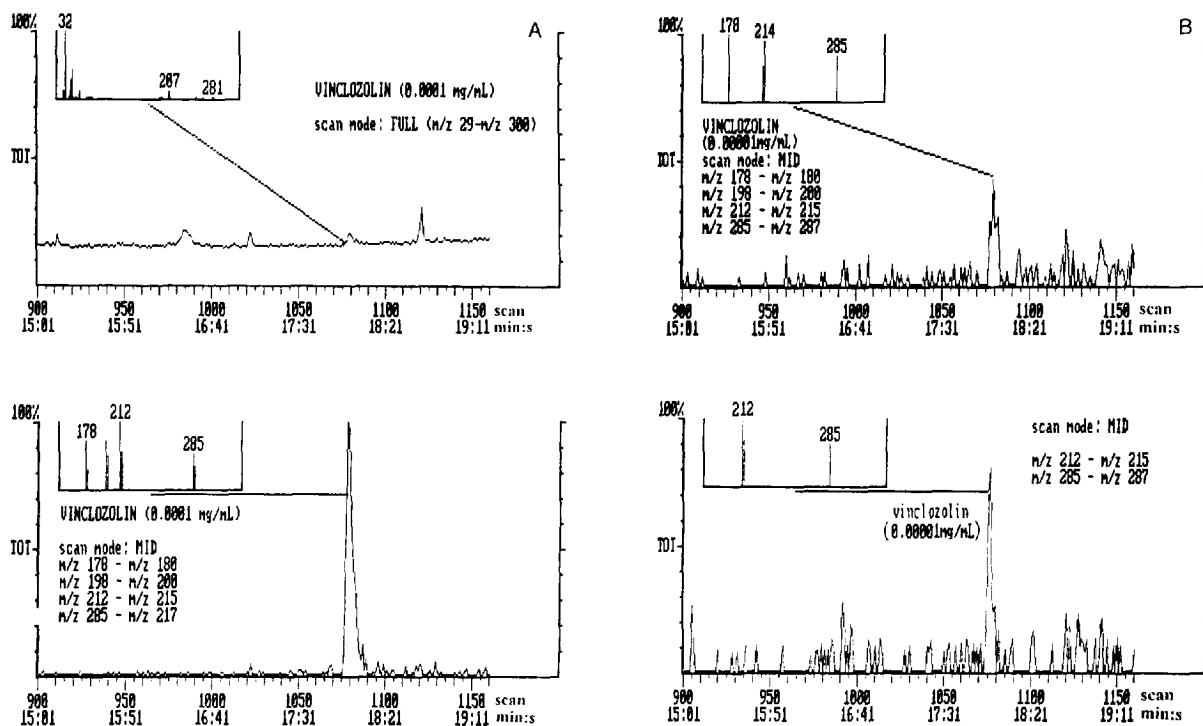 A
100%
32
207
281
VINCLOZOLIN (0.0001 mg/mL)
scan mode: FULL (m/z 29-m/z 300)
TOT
900 950 1000 1050 1100 1150 scan
15:01 15:51 16:41 17:31 18:21 19:11 min:s
B
100%
178
214
285
VINCLOZOLIN
(0.00001mg/mL)
scan mode: MID
m/z 178 - m/z 180
m/z 198 - m/z 200
m/z 212 - m/z 215
m/z 285 - m/z 287
TOT
900 950 1000 1050 1100 1150 scan
15:01 15:51 16:41 17:31 18:21 19:11 min:s
100%
178
212
285
VINCLOZOLIN (0.0001 mg/mL)
scan mode: MID
m/z 178 - m/z 180
m/z 198 - m/z 200
m/z 212 - m/z 215
m/z 285 - m/z 217
TOT
900 950 1000 1050 1100 1150 scan
15:01 15:51 16:41 17:31 18:21 19:11 min:s
100%
212
285
scan mode: MID
m/z 212 - m/z 215
m/z 285 - m/z 287
vinclozolin
(0.00001mg/mL)
TOT
900 950 1000 1050 1100 1150 scan
15:01 15:51 16:41 17:31 18:21 19:11 min:s